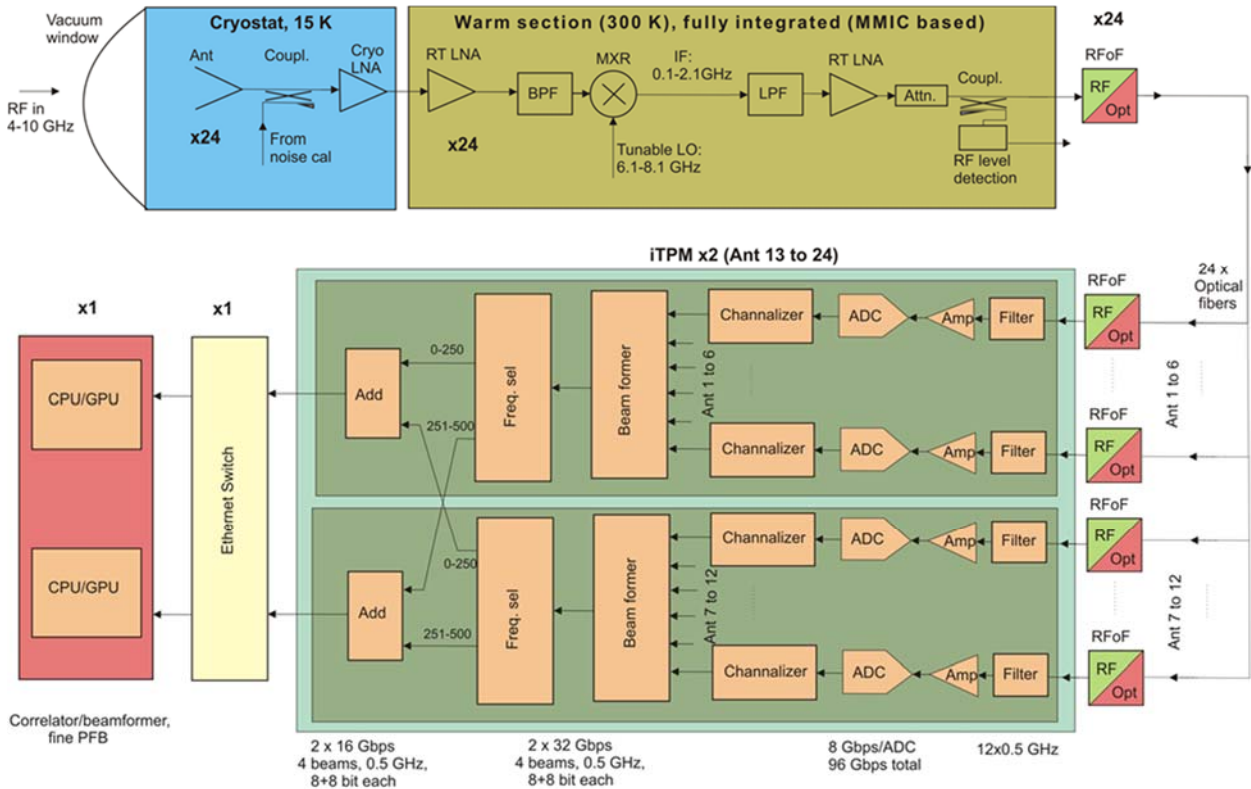 Vacuum
window
RF in
4-10 GHz
Cryostat, 15 K
Ant
Coupl.
Cryo
LNA
x24
From
noise cal
Warm section (300 K), fully integrated (MMIC based)
RT LNA
BPF
MXR
IF:
0.1-2.1GHz
LPF
RT LNA
Attn.
Coupl.
x24
Tunable LO:
6.1-8.1 GHz
RF level
detection
x24
RFoF
RF
Opt
24 x
Optical
fibers
iTPM x2 (Ant 13 to 24)
x1
x1
CPU/GPU
CPU/GPU
Ethernet Switch
Add
0-250
251-500
Freq. sel
Beam former
Ant 1 to 6
Channalizer
ADC
Amp
Filter
RFoF
RF
Opt
Ant 1 to 6
Channalizer
ADC
Amp
Filter
RFoF
RF
Opt
Add
0-250
251-500
Freq. sel
Beam former
Ant 7 to 12
Channalizer
ADC
Amp
Filter
RFoF
RF
Opt
Ant 7 to 12
Channalizer
ADC
Amp
Filter
RFoF
RF
Opt
Correlator/beamformer,
fine PFB
2 x 16 Gbps
4 beams, 0.5 GHz,
8+8 bit each
2 x 32 Gbps
4 beams, 0.5 GHz,
8+8 bit each
8 Gbps/ADC
96 Gbps total
12x0.5 GHz